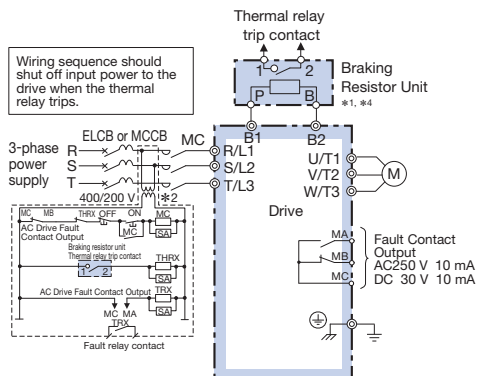 Thermal relay
trip contact
Wiring sequence should
shut off input power to the
drive when the thermal
relay trips.
1 2
P B
Braking
Resistor Unit
*1, *4
B1 B2
ELCB or MCCB MC
3-phase
power
supply
R R/L1
S S/L2
T T/L3
400/200 V *2
U/T1
V/T2
W/T3
M
Drive
MC MB THRX OFF ON MC
MC
SA
AC Drive Fault
Contact Output
Braking resistor unit
Thermal relay trip contact
1 2
THRX
SA
AC Drive Fault Contact Output TRX
SA
MC MA
TRX
Fault relay contact
MA
MB
MC
Fault Contact
Output
AC250 V 10 mA
DC 30 V 10 mA